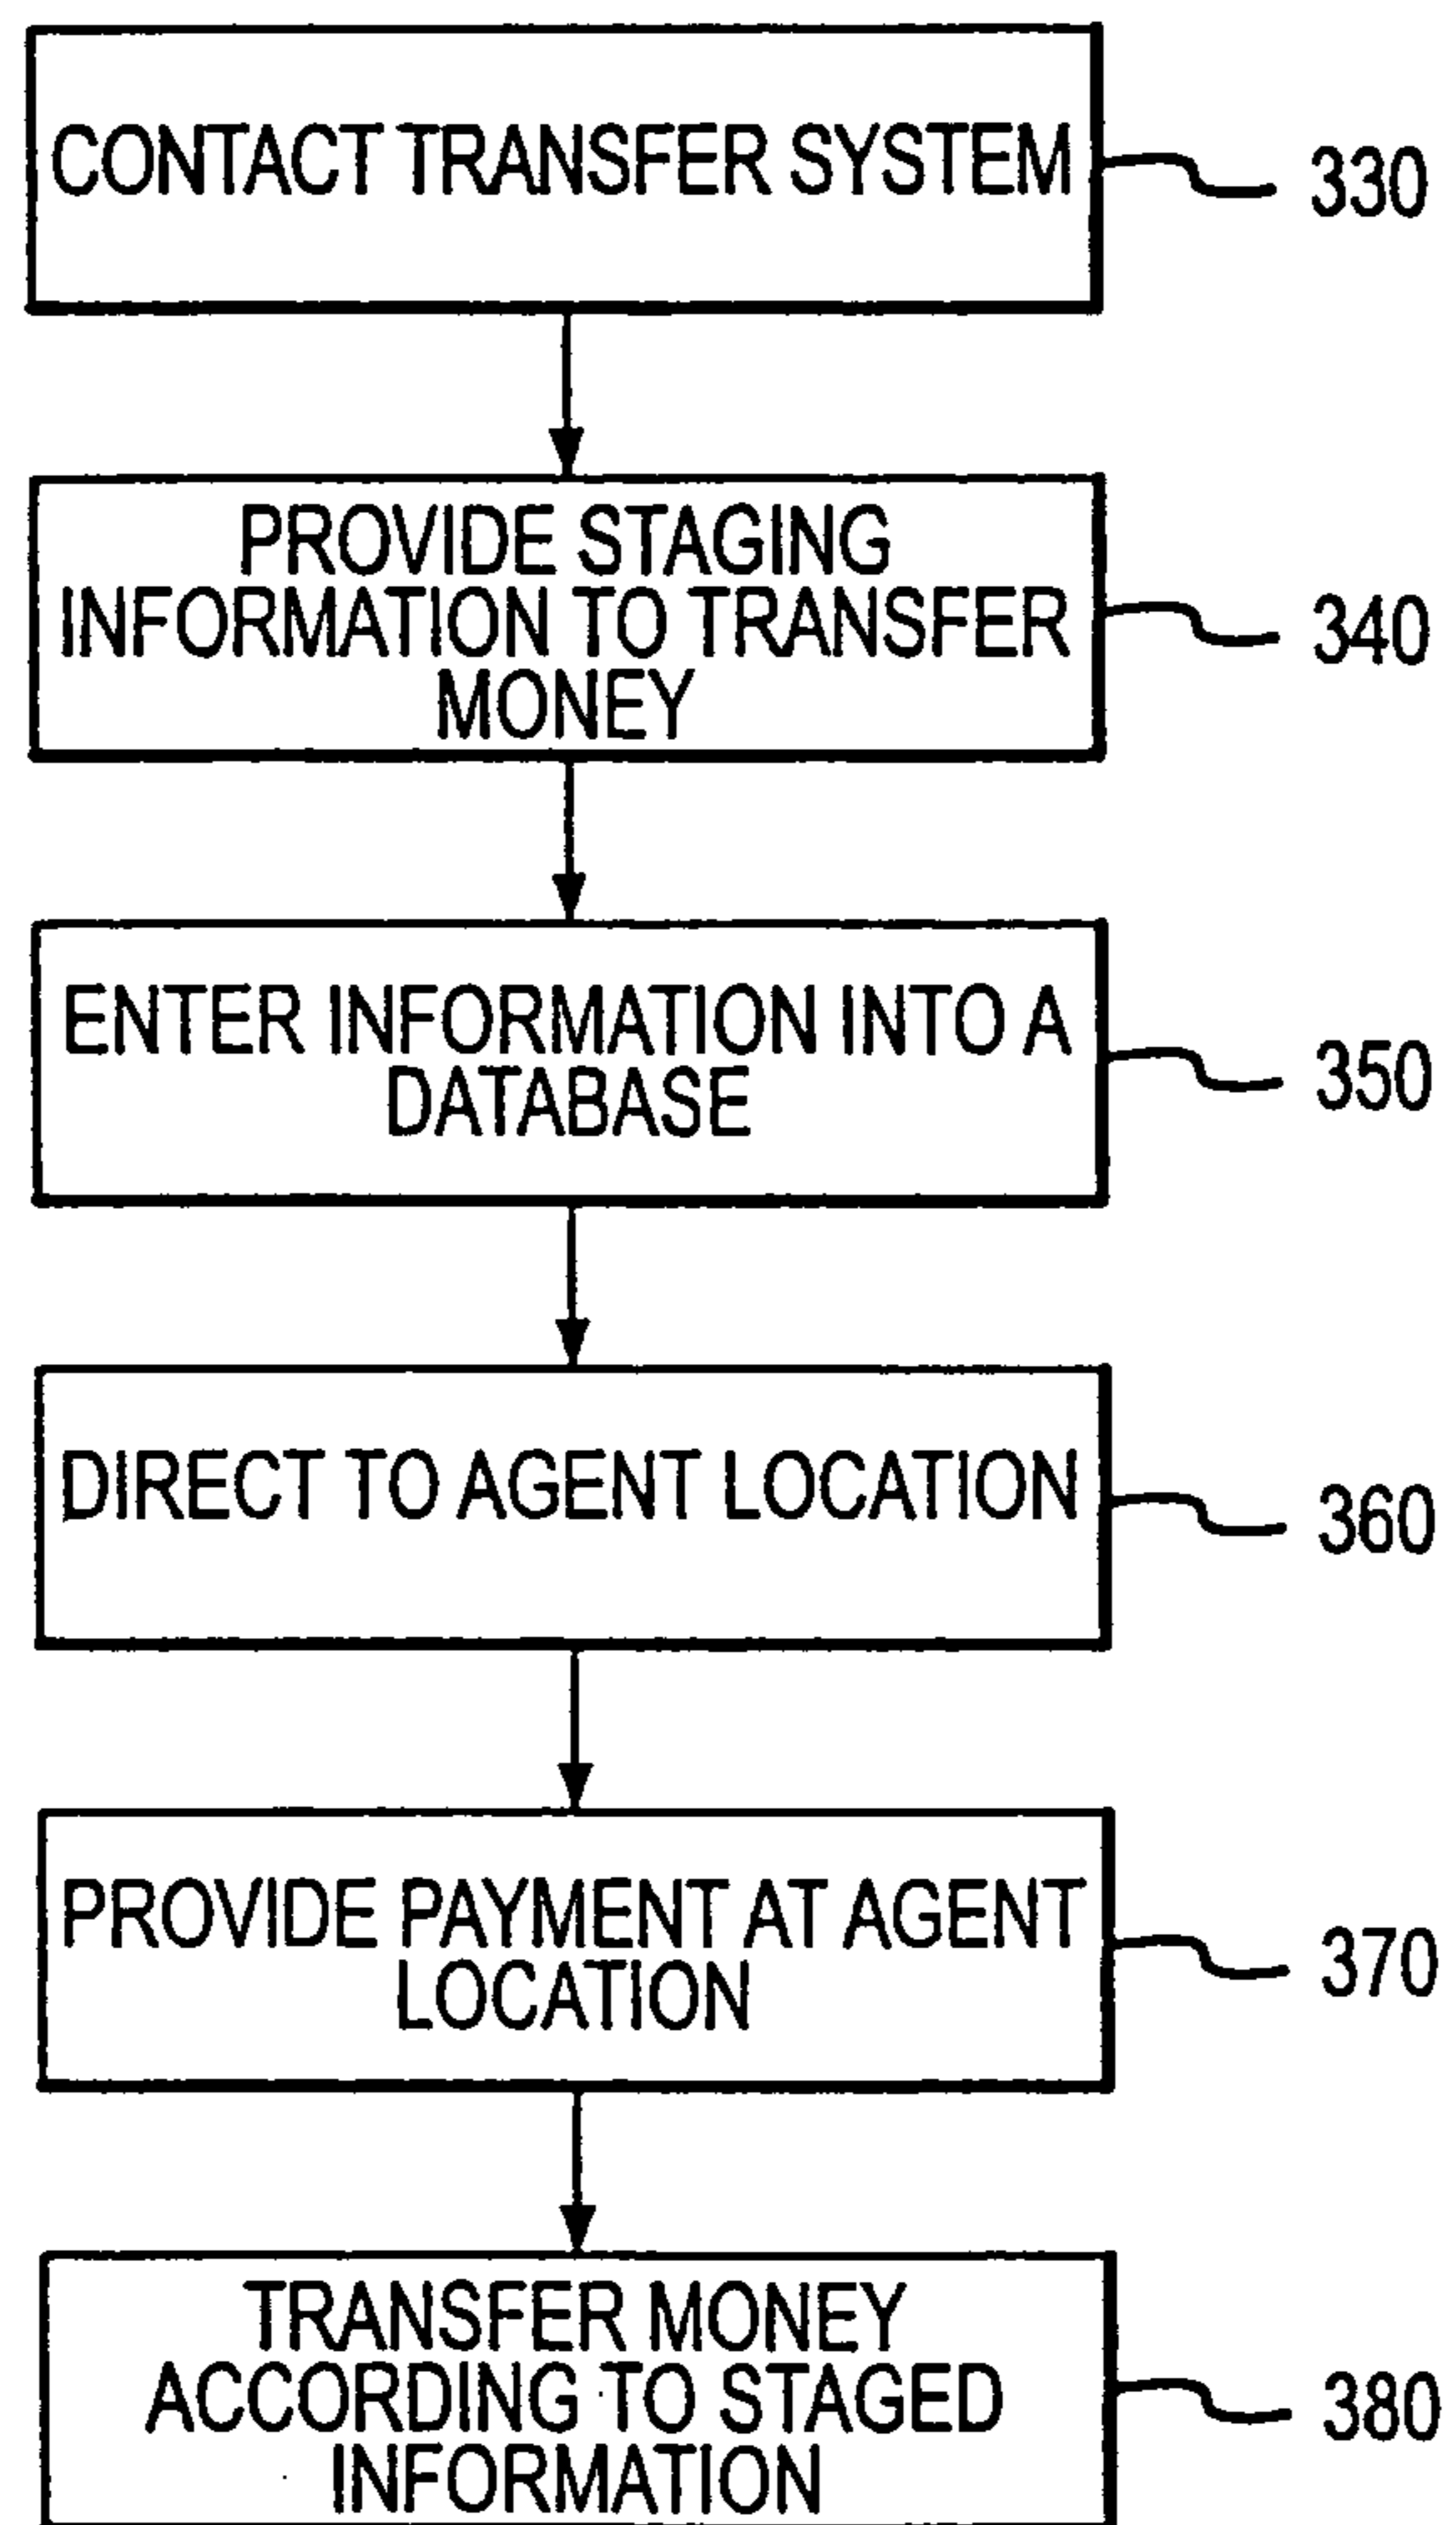 CONTACT TRANSFER SYSTEM
330
PROVIDE STAGING
INFORMATION TO TRANSFER
MONEY
340
ENTER INFORMATION INTO A
DATABASE
350
DIRECT TO AGENT LOCATION
360
PROVIDE PAYMENT AT AGENT
LOCATION
370
TRANSFER MONEY
ACCORDING TO STAGED
INFORMATION
380